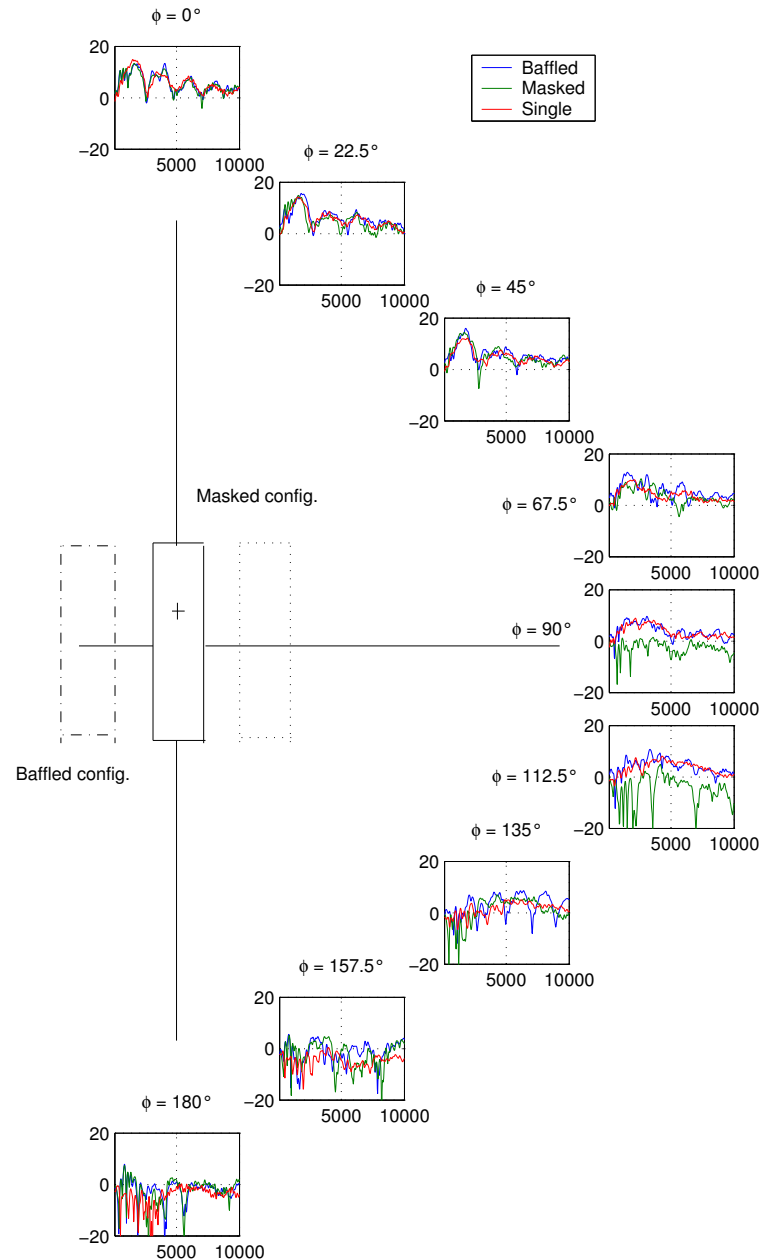 ϕ = 0°
20
0
−20
5000 10000
Baffled
Masked
Single
ϕ = 22.5°
20
0
−20
5000 10000
ϕ = 45°
20
0
−20
5000 10000
Masked config.
ϕ = 67.5°
20
0
−20
5000 10000
ϕ = 90°
20
0
−20
5000 10000
Baffled config.
ϕ = 112.5°
20
0
−20
5000 10000
ϕ = 135°
20
0
−20
5000 10000
ϕ = 157.5°
20
0
−20
5000 10000
ϕ = 180°
20
0
−20
5000 10000